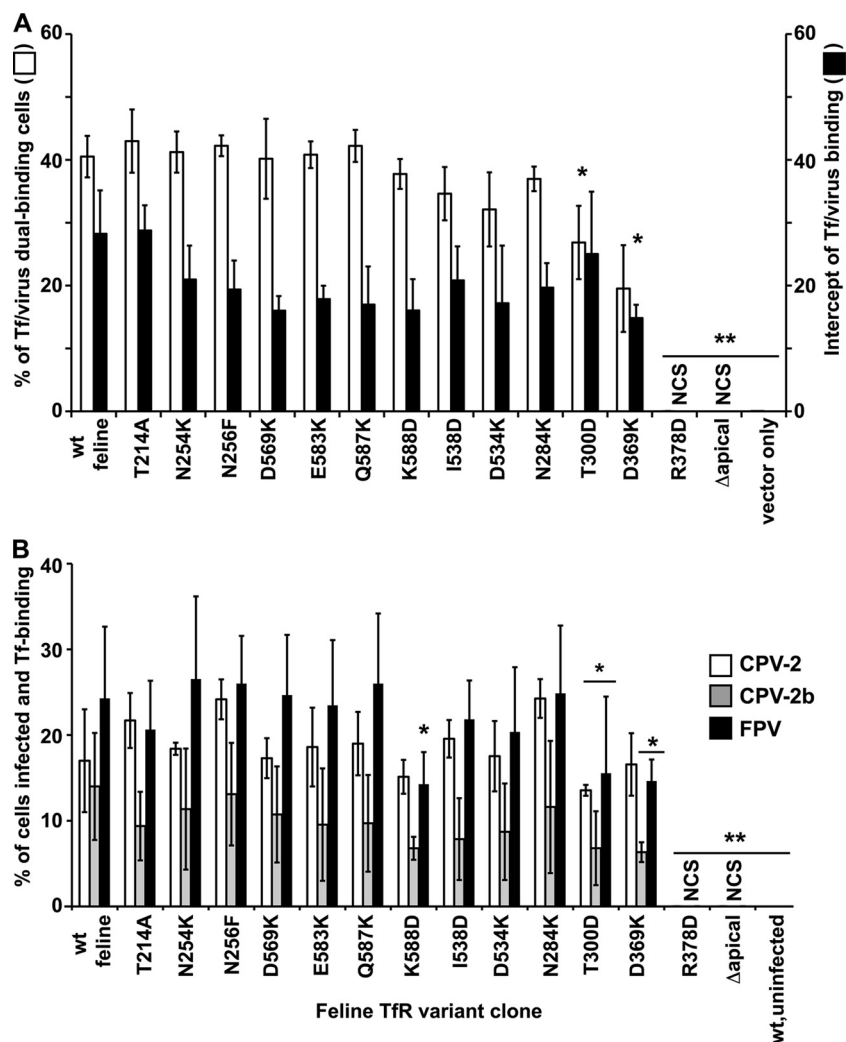 A
60
40
20
0
% of Tf/virus dual-binding cells (□)
60
40
20
0
Intercept of Tf/virus binding (■)
*
*
**
NCS
NCS
wt feline
T214A
N254K
N256F
D569K
E583K
Q587K
K588D
I538D
D534K
N284K
T300D
D369K
R378D
Δapical
vector only
B
40
30
20
10
0
% of cells infected and Tf-binding
CPV-2
CPV-2b
FPV
*
*
*
**
NCS
NCS
wt feline
T214A
N254K
N256F
D569K
E583K
Q587K
K588D
I538D
D534K
N284K
T300D
D369K
R378D
Δapical
wt,uninfected
Feline TfR variant clone